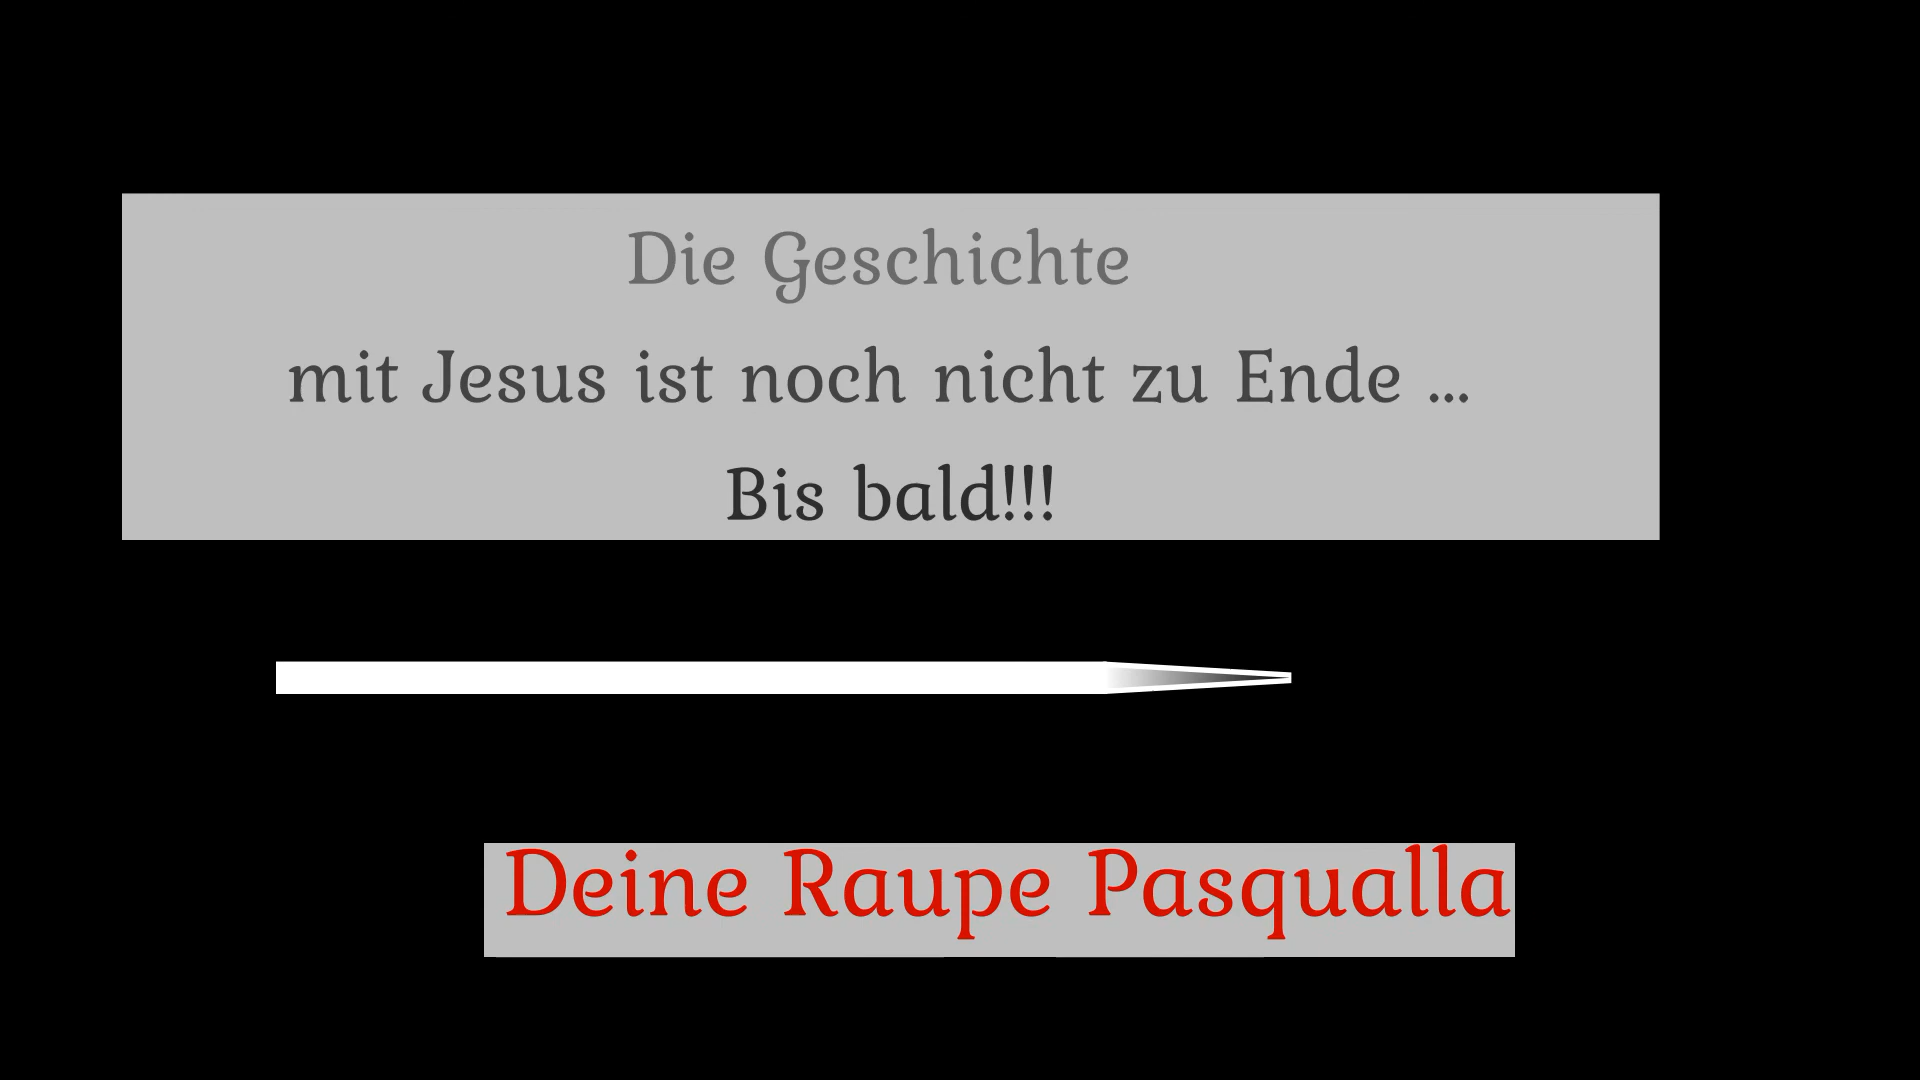 Die Geschichte
mit Jesus ist noch nicht zu Ende ...
Bis bald!!!
Deine Raupe Pasqualla